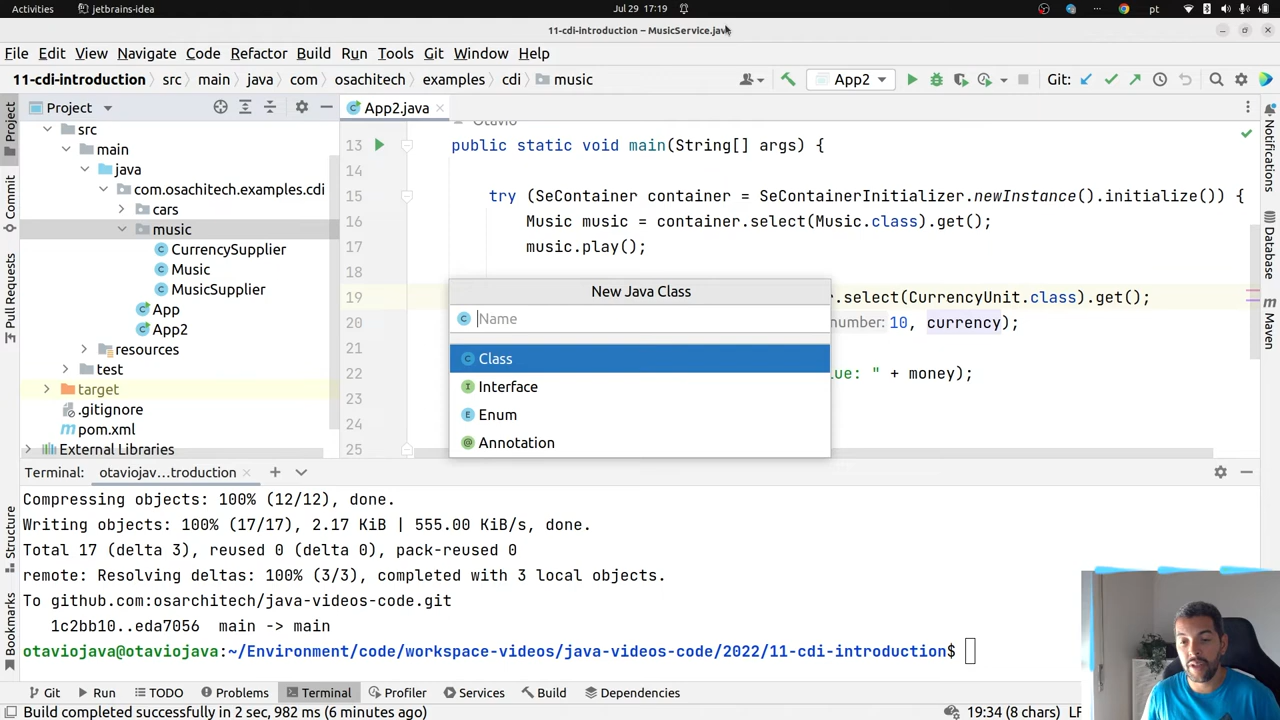 Activities
jetbrains-idea
Jul 29 17:19
pt
11-cdi-introduction – MusicService.java
File Edit View Navigate Code Refactor Build Run Tools Git Window Help
11-cdi-introduction src main java com osachitech examples cdi music
App2
Git:
Project
App2.java
src
main
java
com.osachitech.examples.cdi
cars
music
CurrencySupplier
Music
MusicSupplier
App
App2
resources
test
target
.gitignore
pom.xml
External Libraries
Otavio
13 public static void main(String[] args) {
14
15 try (SeContainer container = SeContainerInitializer.newInstance().initialize()) {
16 Music music = container.select(Music.class).get();
17 music.play();
18
19 .select(CurrencyUnit.class).get();
20 number: 10, currency);
21
22 ue: " + money);
23
24
25
New Java Class
Name
Class
Interface
Enum
Annotation
Project
Commit
Pull Requests
Structure
Bookmarks
Notifications
Database
Maven
Terminal: otaviojav...troduction
Compressing objects: 100% (12/12), done.
Writing objects: 100% (17/17), 2.17 KiB | 555.00 KiB/s, done.
Total 17 (delta 3), reused 0 (delta 0), pack-reused 0
remote: Resolving deltas: 100% (3/3), completed with 3 local objects.
To github.com:osarchitech/java-videos-code.git
1c2bb10..eda7056 main -> main
otaviojava@otaviojava:~/Environment/code/workspace-videos/java-videos-code/2022/11-cdi-introduction$
Git Run TODO Problems Terminal Profiler Services Build Dependencies
Build completed successfully in 2 sec, 982 ms (6 minutes ago)
19:34 (8 chars) LF